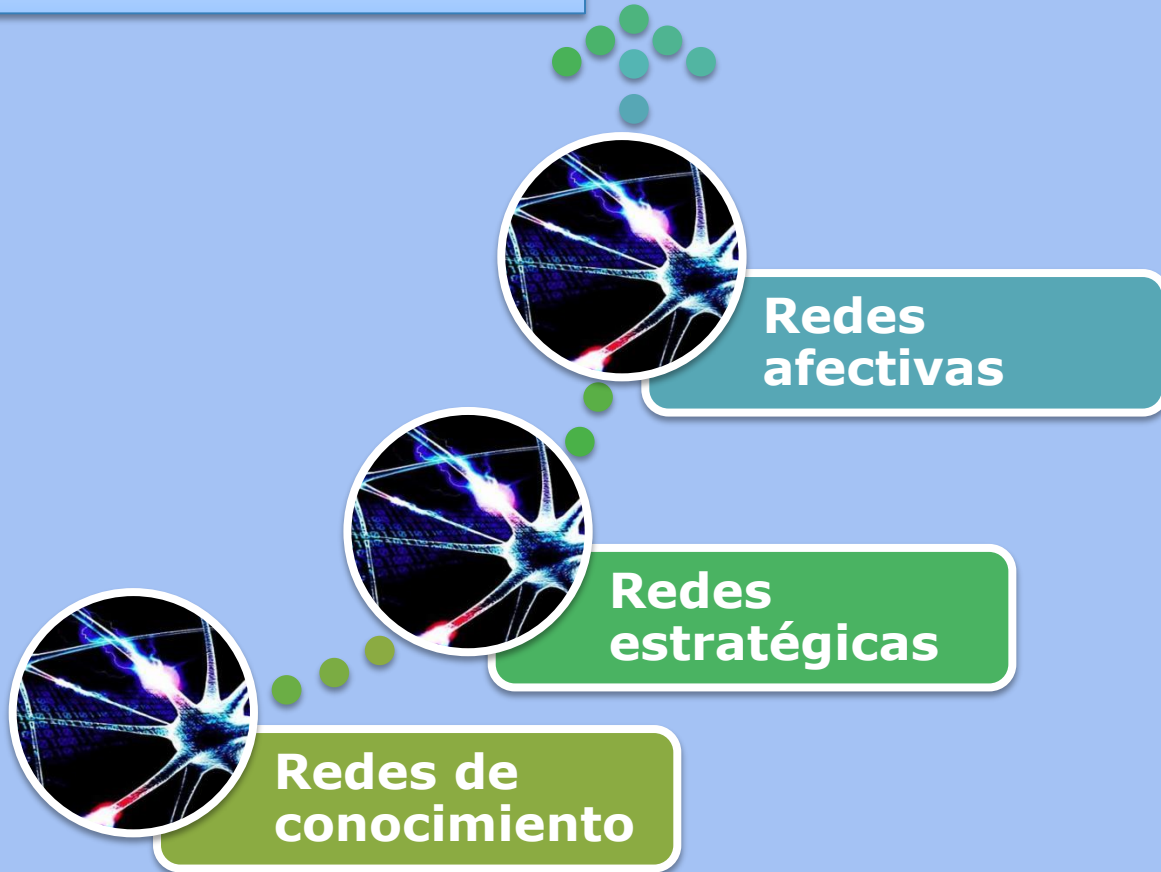 Redes
afectivas
Redes
estratégicas
Redes de
conocimiento